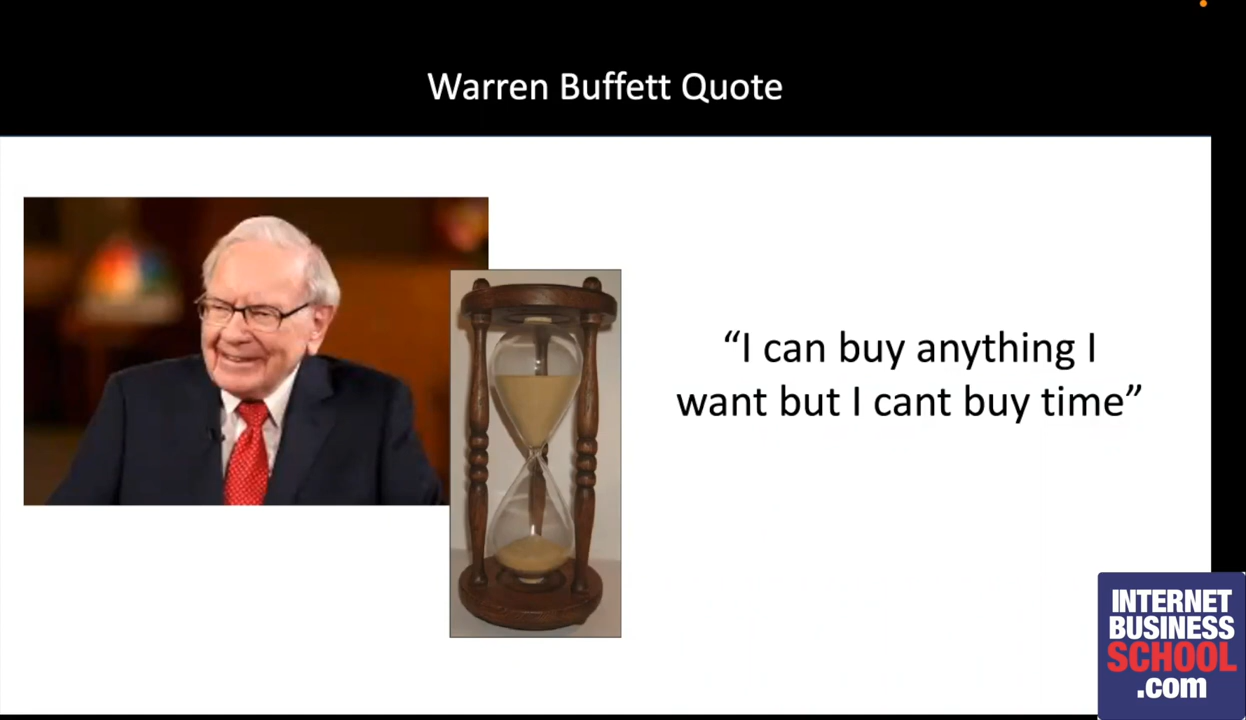 Warren Buffett Quote
“I can buy anything I
want but I cant buy time”
INTERNET
BUSINESS
SCHOOL
.com